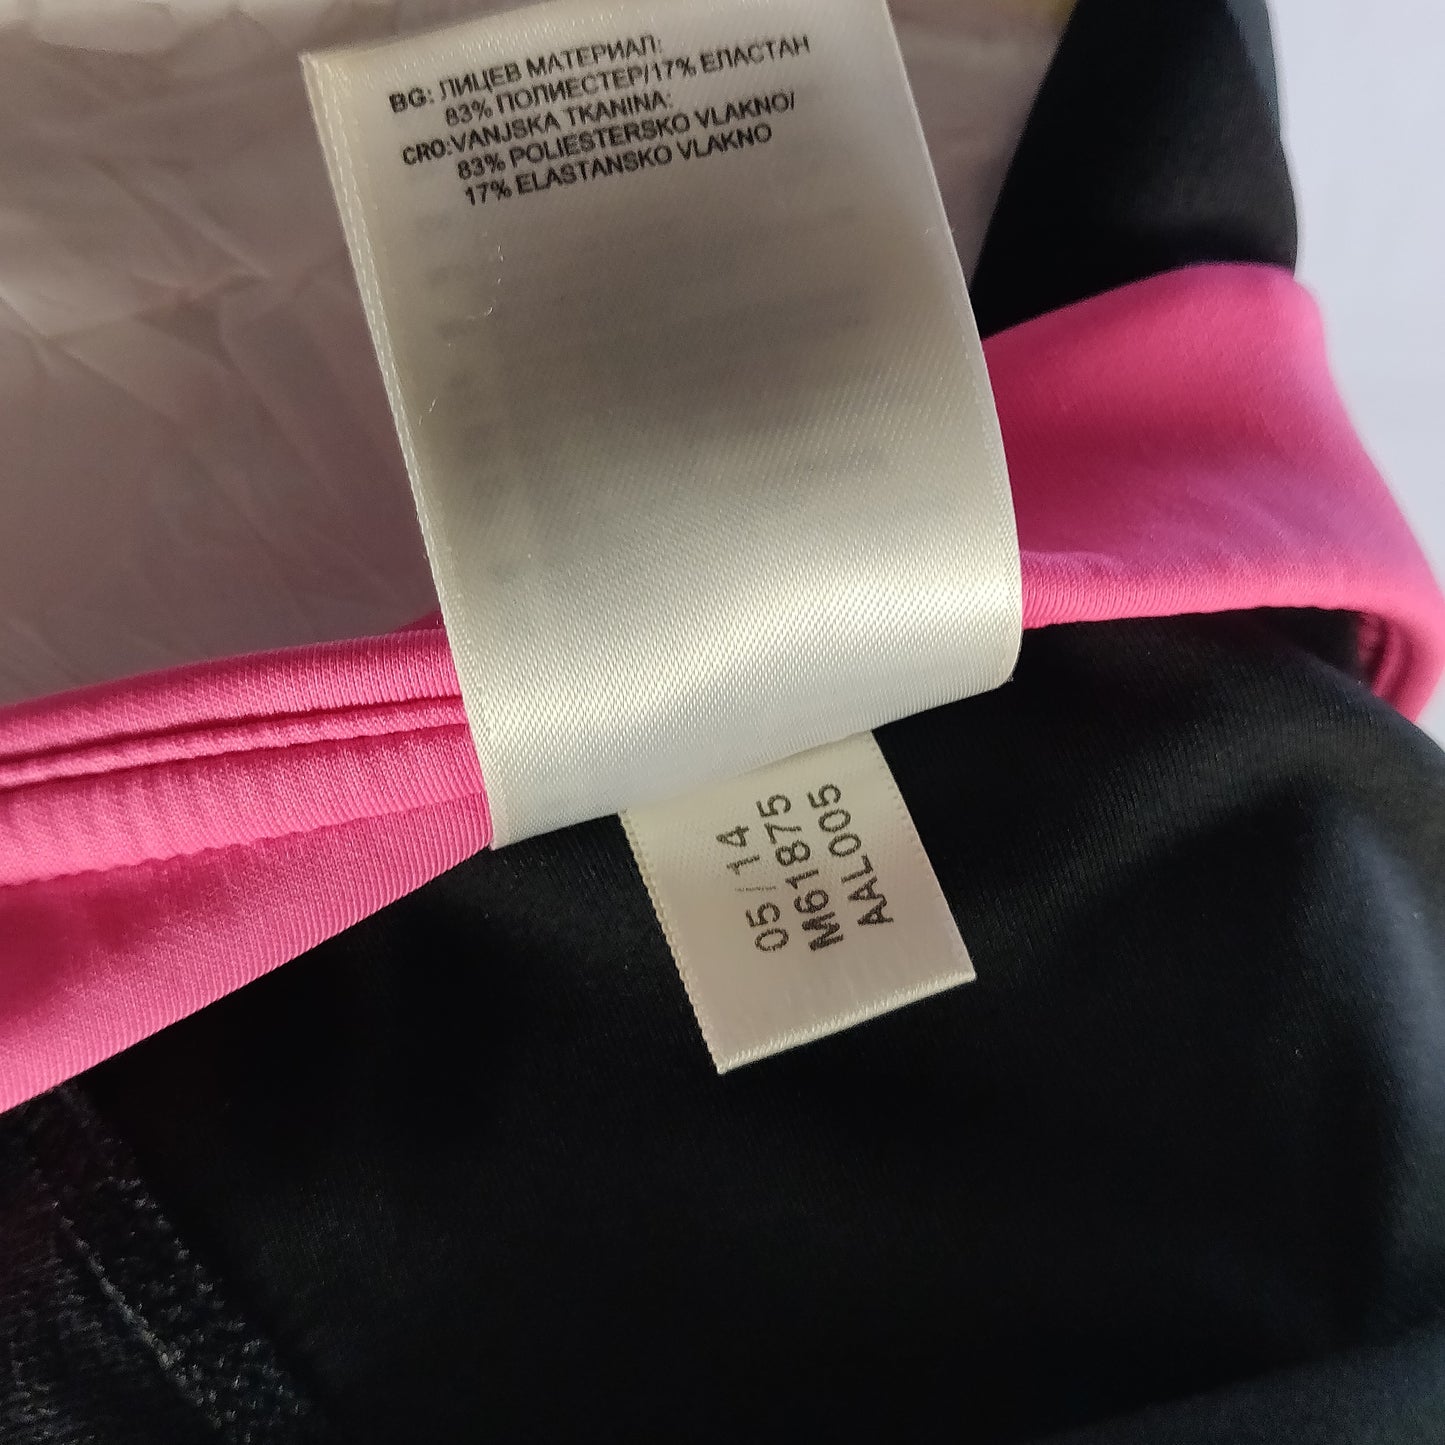 BG: ЛИЦЕВ МАТЕРИАЛ:
83% ПОЛИЕСТЕР/17% ЕЛАСТАН
CRO:VANJSKA TKANINA:
83% POLIESTERSKO VLAKNO/
17% ELASTANSKO VLAKNO
05/14
M61875
AAL005